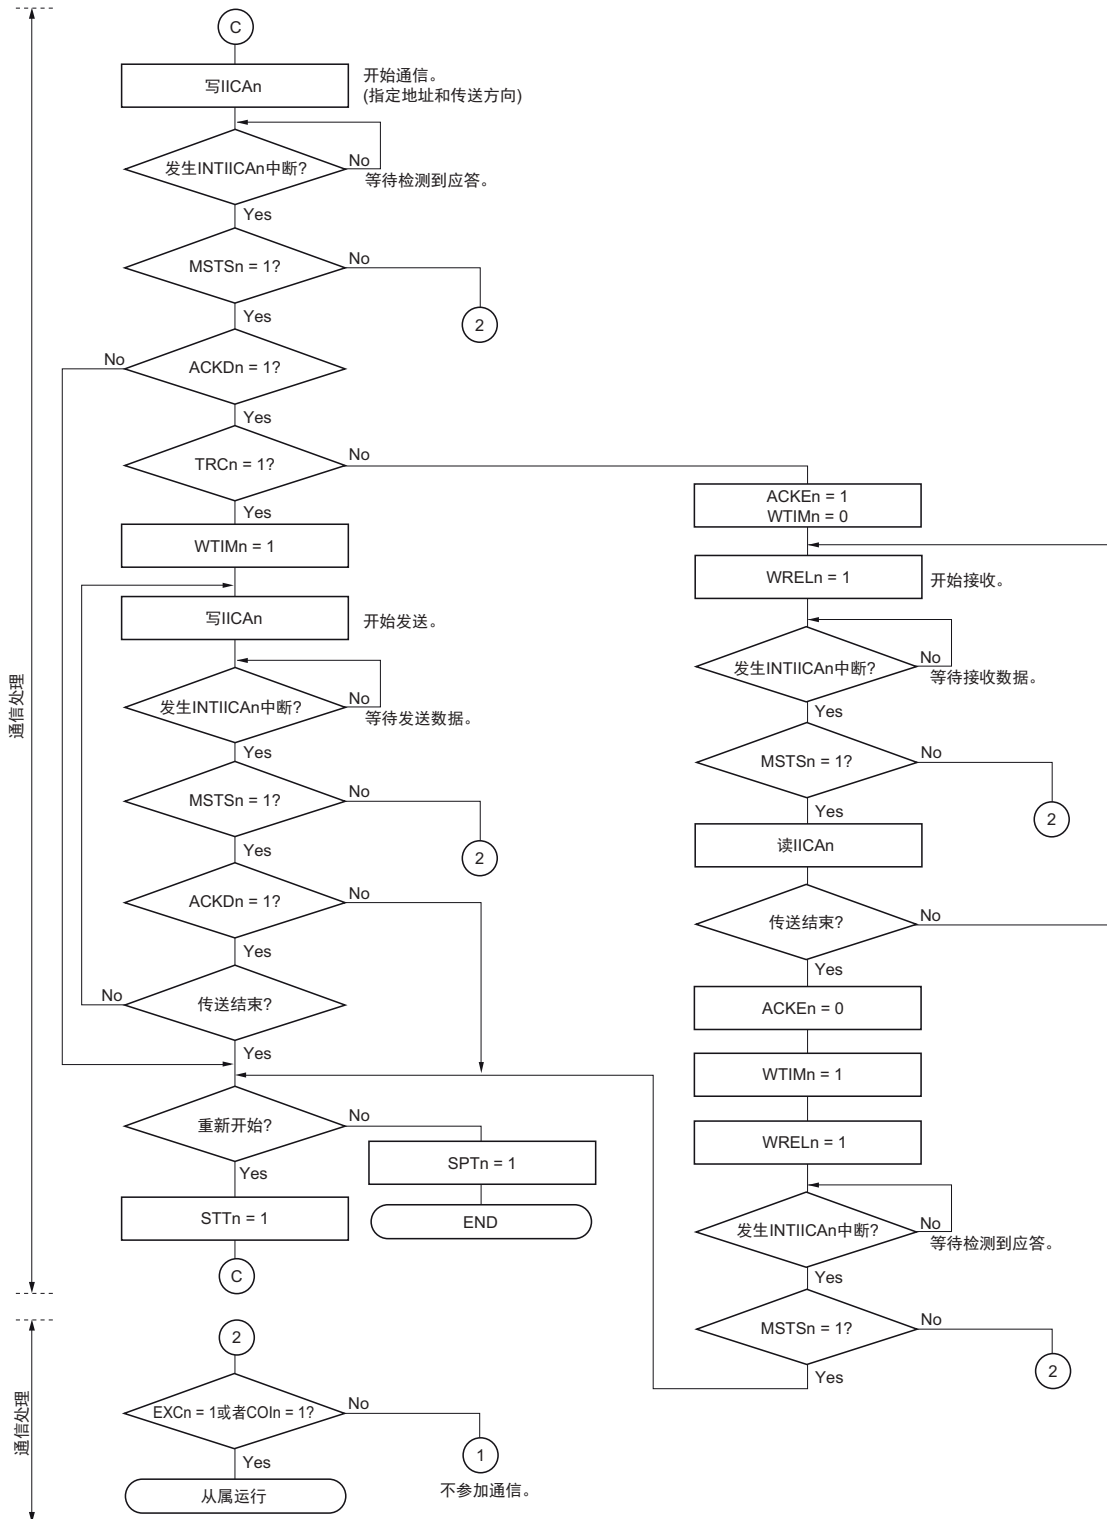 C
写IICAn
开始通信。
(指定地址和传送方向)
发生INTIICAn中断?
No
等待检测到应答。
Yes
MSTSn = 1?
No
2
Yes
ACKDn = 1?
No
Yes
TRCn = 1?
No
Yes
WTIMn = 1
写IICAn
开始发送。
发生INTIICAn中断?
No
等待发送数据。
Yes
MSTSn = 1?
No
2
Yes
ACKDn = 1?
No
Yes
传送结束?
No
Yes
重新开始?
No
Yes
SPTn = 1
END
STTn = 1
C
ACKEn = 1
WTIMn = 0
WRELn = 1
开始接收。
发生INTIICAn中断?
No
等待接收数据。
Yes
MSTSn = 1?
No
2
Yes
读IICAn
传送结束?
No
Yes
ACKEn = 0
WTIMn = 1
WRELn = 1
发生INTIICAn中断?
No
等待检测到应答。
Yes
MSTSn = 1?
No
2
Yes
通信处理
2
EXCn = 1或者COIn = 1?
No
1
不参加通信。
Yes
从属运行
通信处理